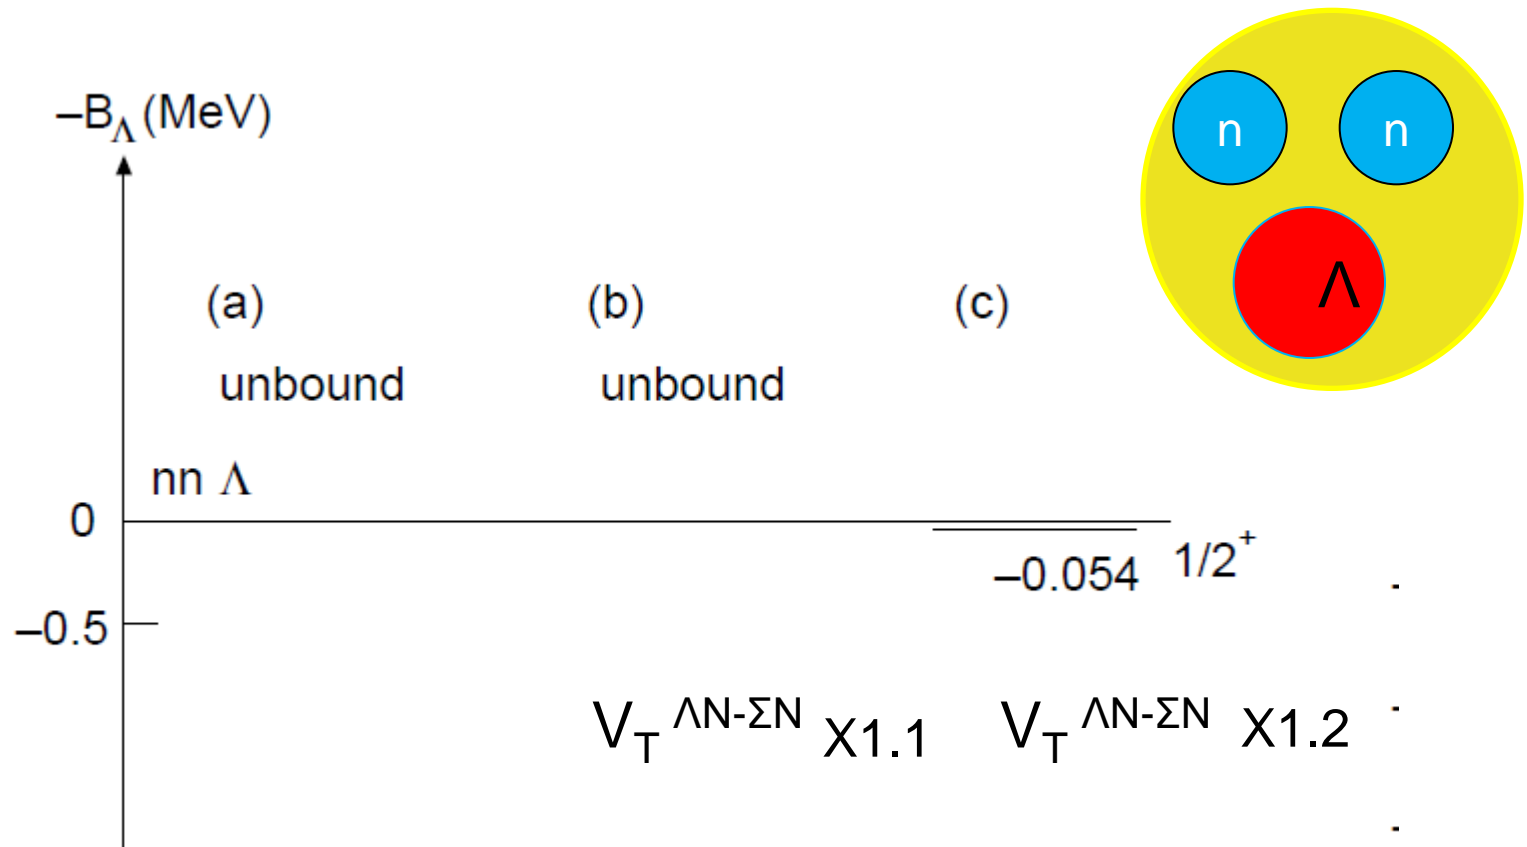 –B_Λ (MeV)
n n
Λ
(a) (b) (c)
unbound unbound
nn Λ
0
–0.054 1/2⁺
–0.5
V_T ^ΛN-ΣN X1.1 V_T ^ΛN-ΣN X1.2